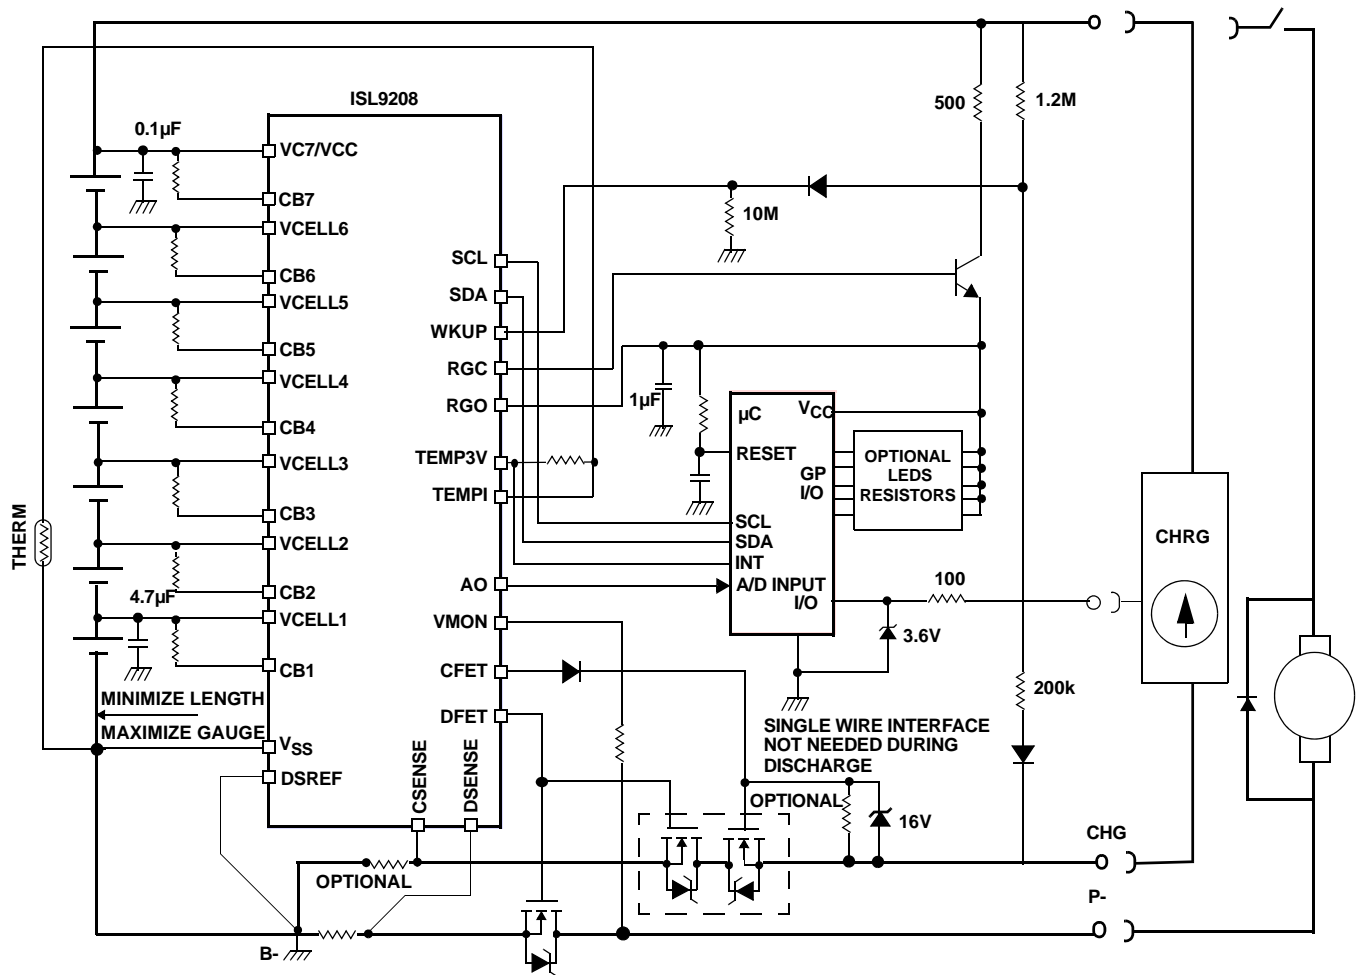 ISL9208
0.1µF
VC7/VCC
CB7
VCELL6
CB6
VCELL5
CB5
VCELL4
CB4
VCELL3
CB3
VCELL2
CB2
4.7µF
VCELL1
CB1
MINIMIZE LENGTH
MAXIMIZE GAUGE
VSS
DSREF
THERM
CSENSE
DSENSE
SCL
SDA
WKUP
RGC
RGO
TEMP3V
TEMPI
AO
VMON
CFET
DFET
500
1.2M
10M
1µF
µC
VCC
RESET
GP
I/O
SCL
SDA
INT
A/D INPUT
I/O
OPTIONAL
LEDS
RESISTORS
100
3.6V
200k
CHRG
SINGLE WIRE INTERFACE
NOT NEEDED DURING
DISCHARGE
OPTIONAL
16V
OPTIONAL
CHG
P-
B-